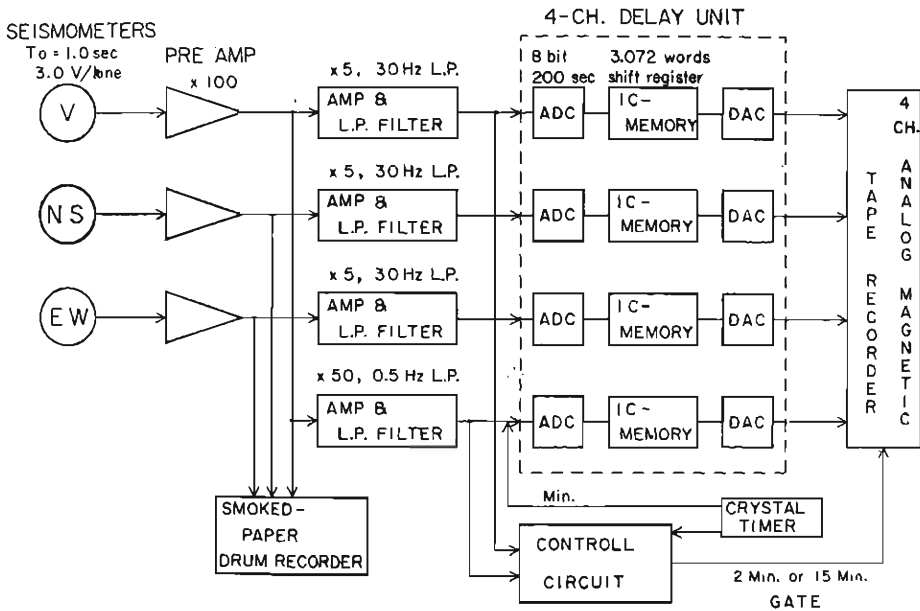 4-CH. DELAY UNIT
SEISMOMETERS
To = 1.0 sec
3.0 V/kine
PRE AMP
x 100
8 bit
200 sec
3.072 words
shift register
x 5, 30 Hz L.P.
V
AMP &
L.P. FILTER
ADC
IC-
MEMORY
DAC
x 5, 30 Hz L.P.
NS
AMP &
L.P. FILTER
ADC
IC-
MEMORY
DAC
x 5, 30 Hz L.P.
EW
AMP &
L.P. FILTER
ADC
IC-
MEMORY
DAC
x 50, 0.5 Hz L.P.
AMP &
L.P. FILTER
ADC
IC-
MEMORY
DAC
4 CH. ANALOG MAGNETIC
TAPE RECORDER
Min.
CRYSTAL
TIMER
SMOKED-
PAPER
DRUM RECORDER
CONTROLL
CIRCUIT
2 Min. or 15 Min.
GATE